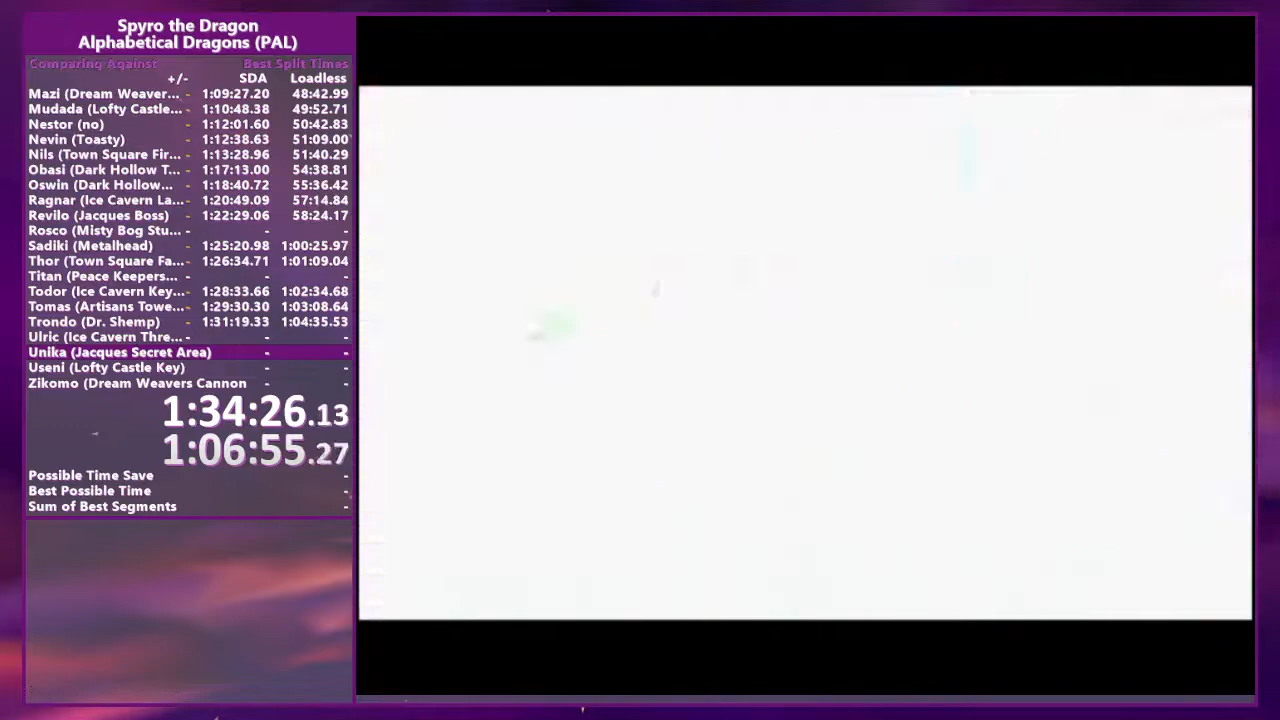 Spyro the Dragon
Alphabetical Dragons (PAL)
Comparing Against Best Split Times
+/- SDA Loadless
Mazi (Dream Weaver... - 1:09:27.20 48:42.99
Mudada (Lofty Castle... - 1:10:48.38 49:52.71
Nestor (no) - 1:12:01.60 50:42.83
Nevin (Toasty) - 1:12:38.63 51:09.00
Nils (Town Square Fir... - 1:13:28.96 51:40.29
Obasi (Dark Hollow T... - 1:17:13.00 54:38.81
Oswin (Dark Hollow... - 1:18:40.72 55:36.42
Ragnar (Ice Cavern La... - 1:20:49.09 57:14.84
Revilo (Jacques Boss) - 1:22:29.06 58:24.17
Rosco (Misty Bog Stu... - - -
Sadiki (Metalhead) - 1:25:20.98 1:00:25.97
Thor (Town Square Fa... - 1:26:34.71 1:01:09.04
Titan (Peace Keepers... - - -
Todor (Ice Cavern Key... - 1:28:33.66 1:02:34.68
Tomas (Artisans Towe... - 1:29:30.30 1:03:08.64
Trondo (Dr. Shemp) - 1:31:19.33 1:04:35.53
Ulric (Ice Cavern Thre... - - -
Unika (Jacques Secret Area) - -
Useni (Lofty Castle Key) - -
Zikomo (Dream Weavers Cannon - -
1:34:26.13
1:06:55.27
Possible Time Save -
Best Possible Time -
Sum of Best Segments -